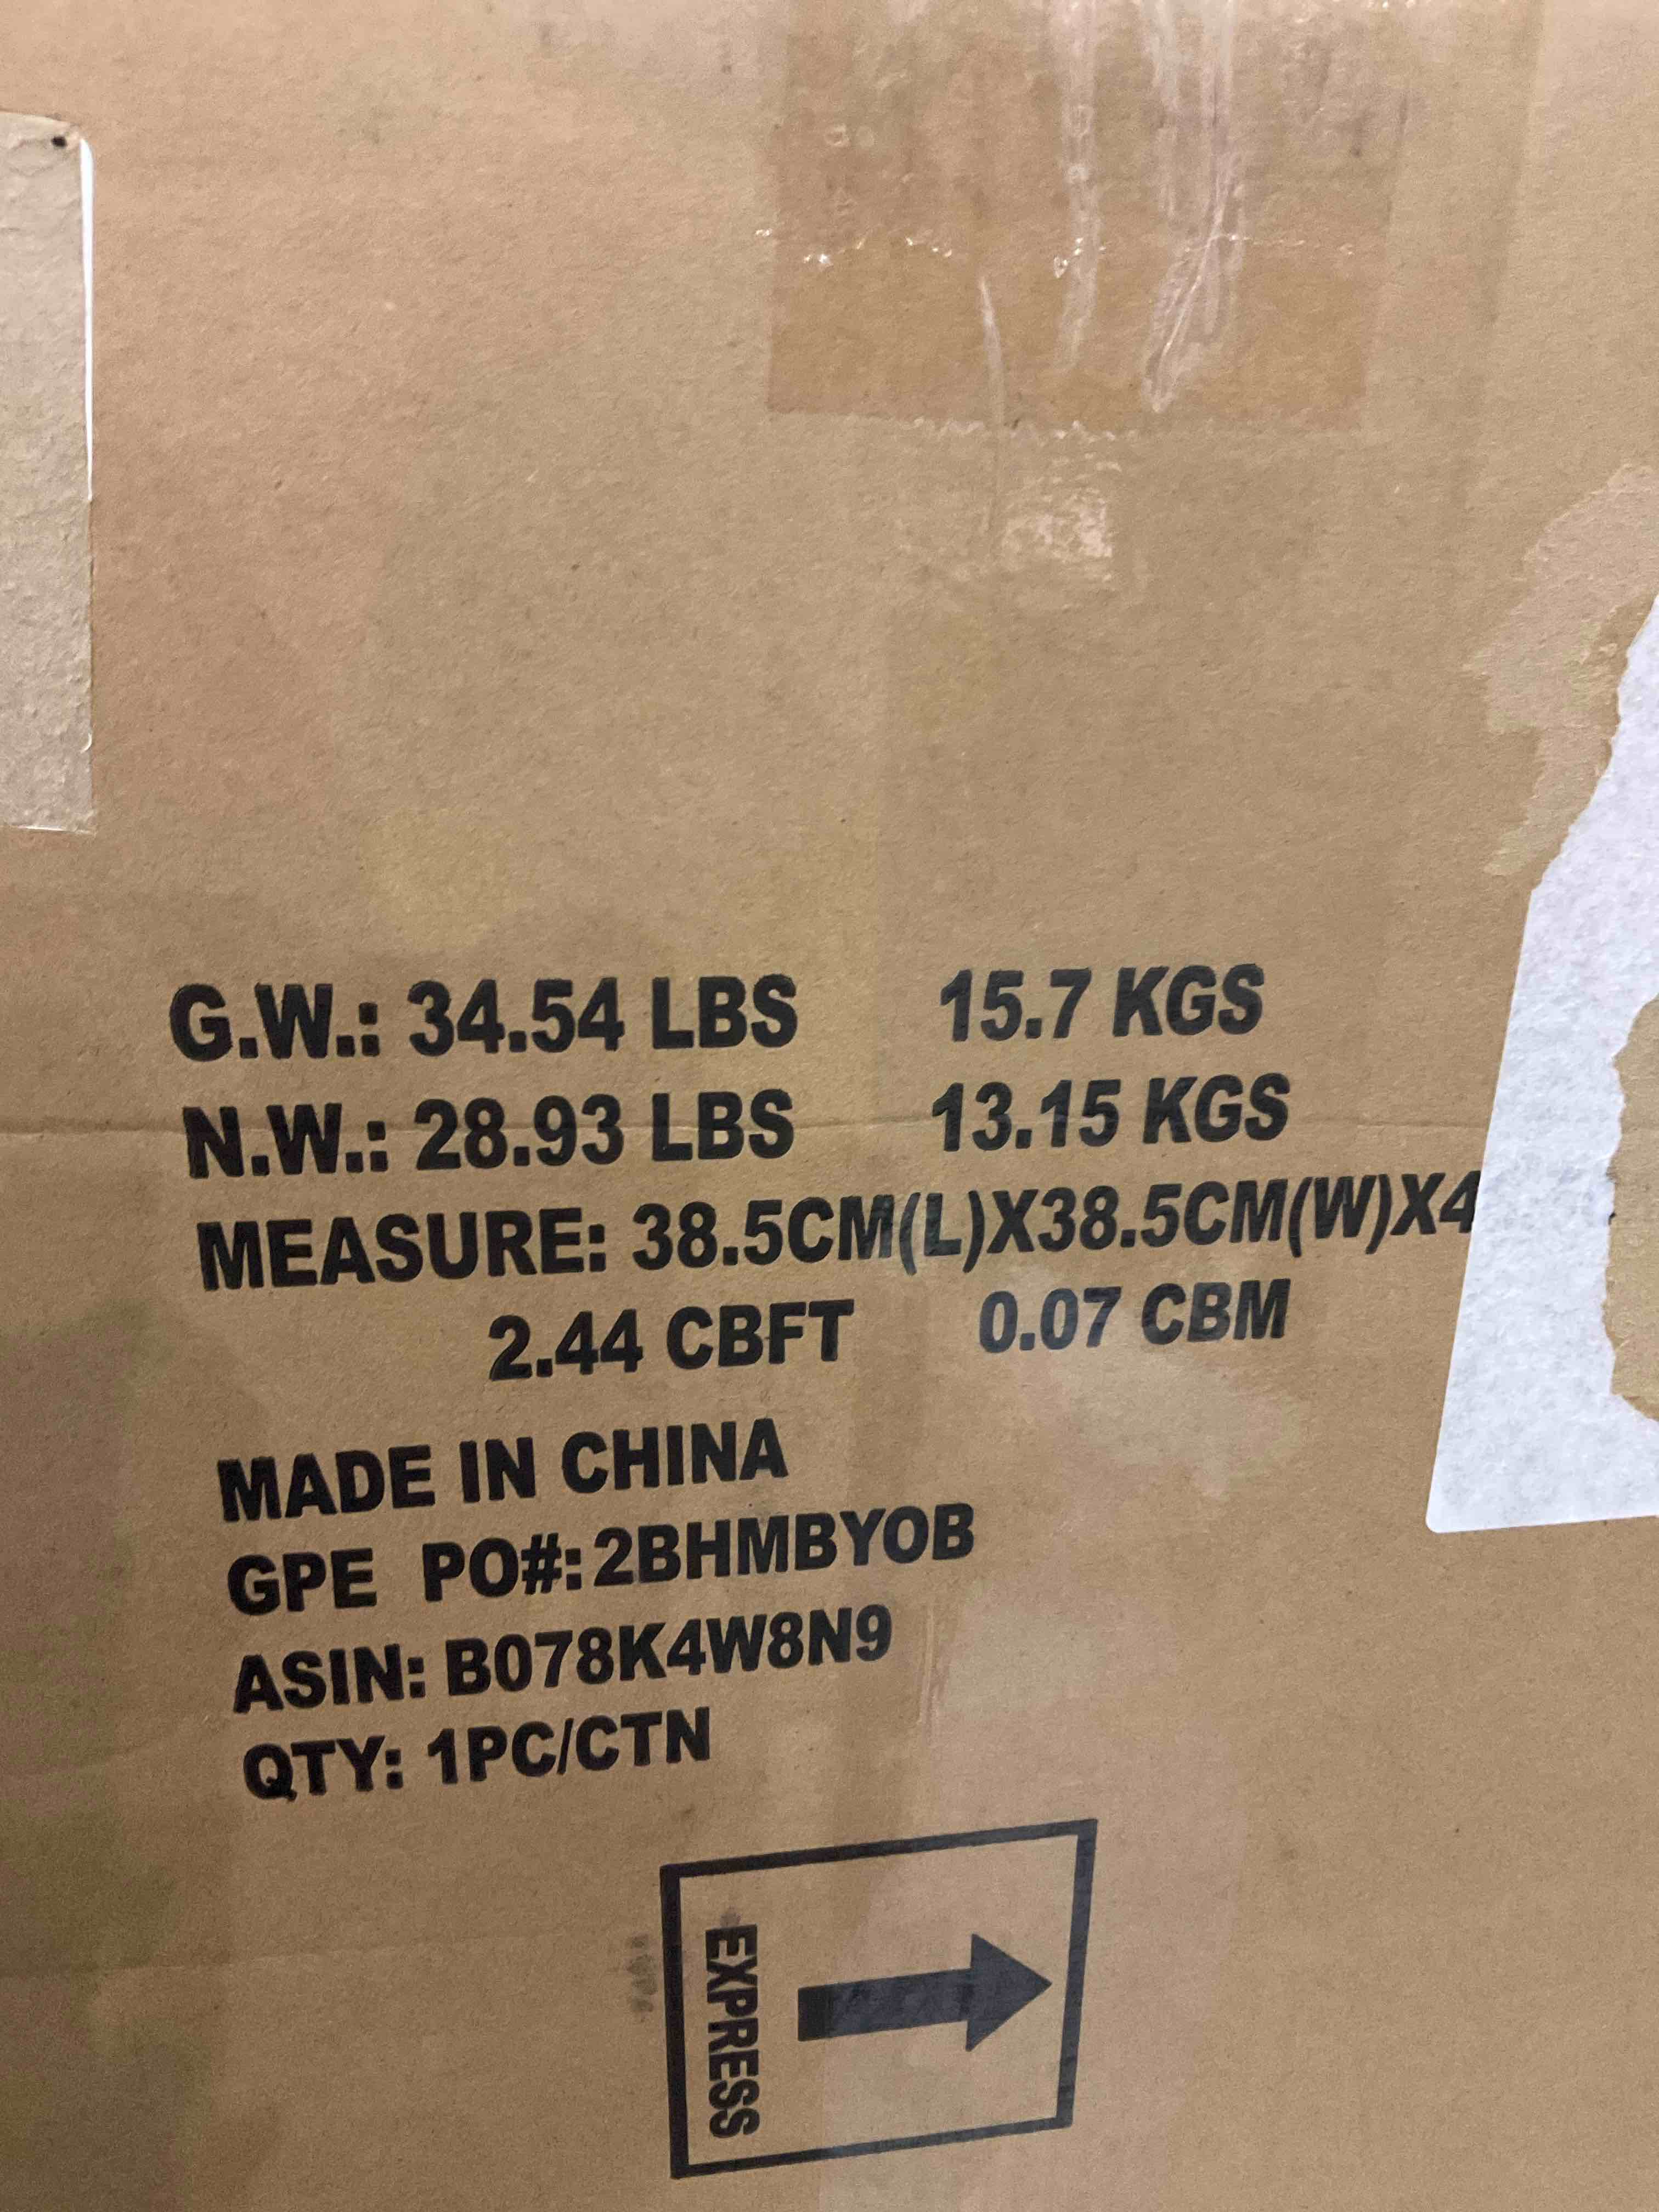 G.W.: 34.54 LBS 15.7 KGS
N.W.: 28.93 LBS 13.15 KGS
MEASURE: 38.5CM(L)X38.5CM(W)X4
2.44 CBFT 0.07 CBM
MADE IN CHINA
GPE PO#:2BHMBYOB
ASIN: B078K4W8N9
QTY: 1PC/CTN
EXPRESS